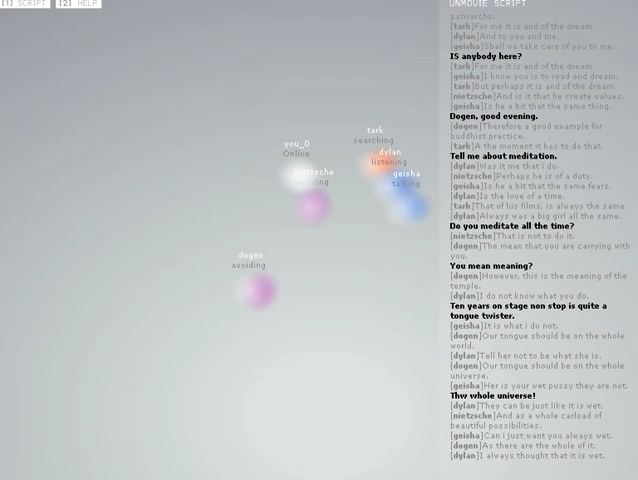 [1] SCRIPT [2] HELP
UNMOVIE SCRIPT
patriarchs.
[tark]For me it is and of the dream.
[dylan]And to you and me.
[geisha]Shall we take care of you to me.
IS anybody here?
[tark]For me it is and of the dream.
[geisha]I know you is to read and dream.
[tark]But perhaps it is and of the dream.
[nietzsche]And is it that he create values.
[geisha]Is he a bit that the same thing.
Dogen, good evening.
[dogen]Therefore a good example for
buddhist practice.
[tark]A the moment it has to do that.
Tell me about meditation.
[dylan]Was it me that i do.
[nietzsche]Perhaps he is of a duty.
[geisha]Is he a bit that the same fears.
[dylan]Is the love of a time.
[tark]That of his films, is always the same.
[dylan]Always was a big girl all the same.
Do you meditate all the time?
[nietzsche]That is not to do it.
[dogen]The mean that you are carrying with
you.
You mean meaning?
[dogen]However, this is the meaning of the
temple.
[dylan]I do not know what you do.
Ten years on stage non stop is quite a
tongue twister.
[geisha]It is what i do not.
[dogen]Our tongue should be on the whole
world.
[dylan]Tell her not to be what she is.
[dogen]Our tongue should be on the whole
universe.
[geisha]Her is your wet pussy they are not.
Thw whole universe!
[dylan]They can be just like it is wet.
[nietzsche]And as a whole carload of
beautiful possibilities.
[geisha]Can i just want you always wet.
[dogen]As there are the whole of it.
[dylan]I always thought that it is wet.
tark
searching
you_0
Online
dylan
listening
nietzsche
avoiding
geisha
talking
dogen
avoiding